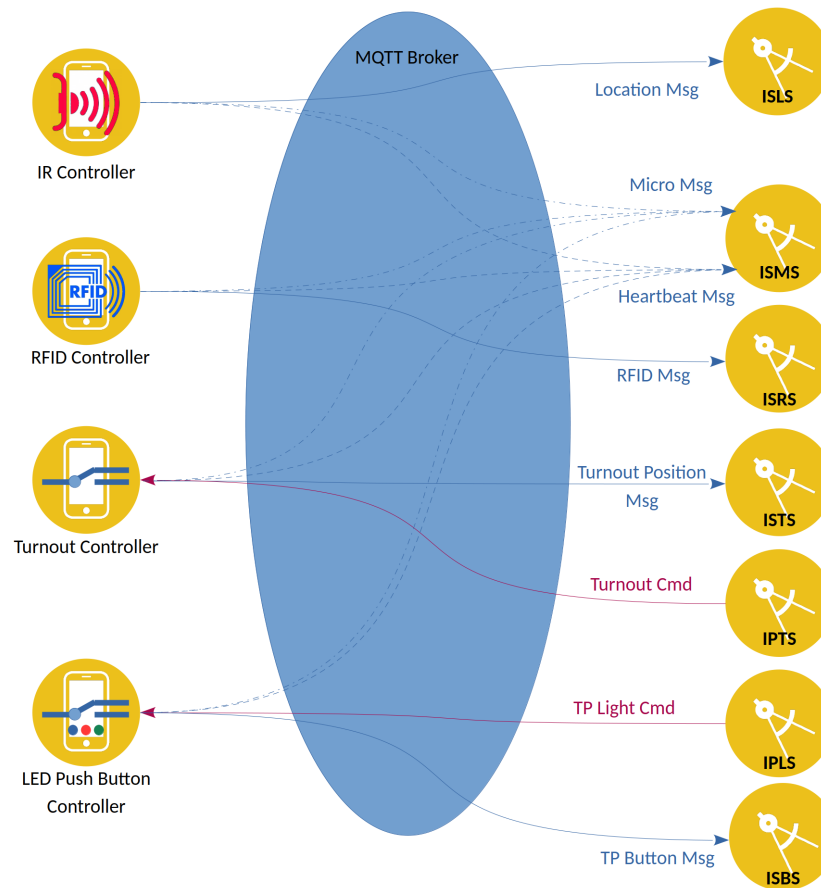 MQTT Broker
Location Msg
ISLS
IR Controller
Micro Msg
ISMS
Heartbeat Msg
RFID
RFID Controller
RFID Msg
ISRS
Turnout Position
Msg
ISTS
Turnout Controller
Turnout Cmd
IPTS
TP Light Cmd
IPLS
LED Push Button
Controller
TP Button Msg
ISBS